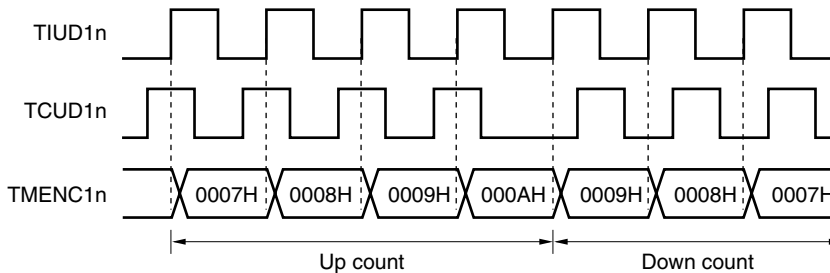 TIUD1n
TCUD1n
TMENC1n 0007H 0008H 0009H 000AH 0009H 0008H 0007H
Up count Down count